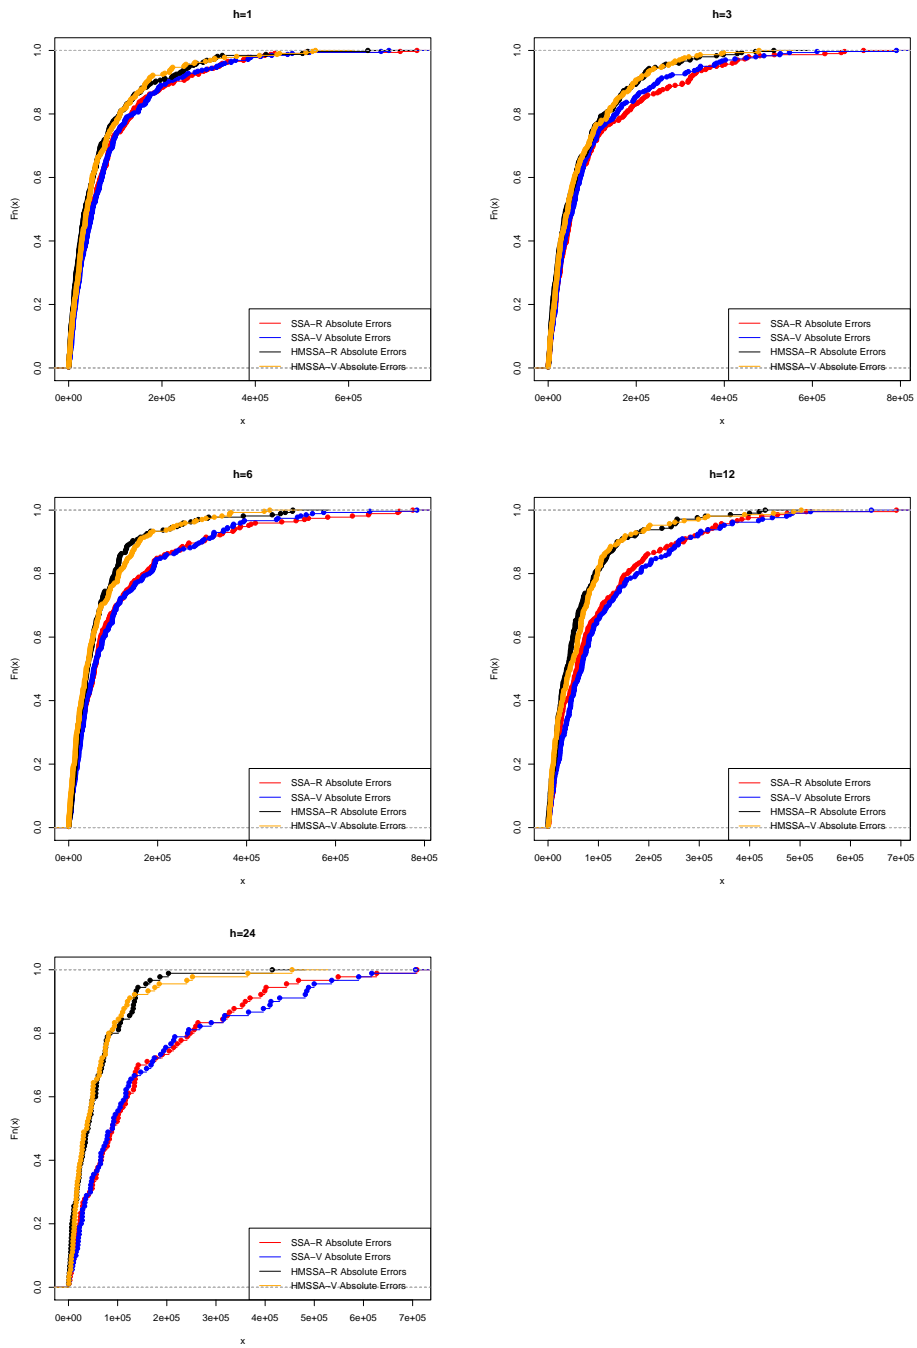 h=1
Fn(x)
1.0
0.8
0.6
0.4
0.2
0.0
SSA−R Absolute Errors
SSA−V Absolute Errors
HMSSA−R Absolute Errors
HMSSA−V Absolute Errors
0e+00 2e+05 4e+05 6e+05
x
h=3
Fn(x)
1.0
0.8
0.6
0.4
0.2
0.0
SSA−R Absolute Errors
SSA−V Absolute Errors
HMSSA−R Absolute Errors
HMSSA−V Absolute Errors
0e+00 2e+05 4e+05 6e+05 8e+05
x
h=6
Fn(x)
1.0
0.8
0.6
0.4
0.2
0.0
SSA−R Absolute Errors
SSA−V Absolute Errors
HMSSA−R Absolute Errors
HMSSA−V Absolute Errors
0e+00 2e+05 4e+05 6e+05 8e+05
x
h=12
Fn(x)
1.0
0.8
0.6
0.4
0.2
0.0
SSA−R Absolute Errors
SSA−V Absolute Errors
HMSSA−R Absolute Errors
HMSSA−V Absolute Errors
0e+00 1e+05 2e+05 3e+05 4e+05 5e+05 6e+05 7e+05
x
h=24
Fn(x)
1.0
0.8
0.6
0.4
0.2
0.0
SSA−R Absolute Errors
SSA−V Absolute Errors
HMSSA−R Absolute Errors
HMSSA−V Absolute Errors
0e+00 1e+05 2e+05 3e+05 4e+05 5e+05 6e+05 7e+05
x